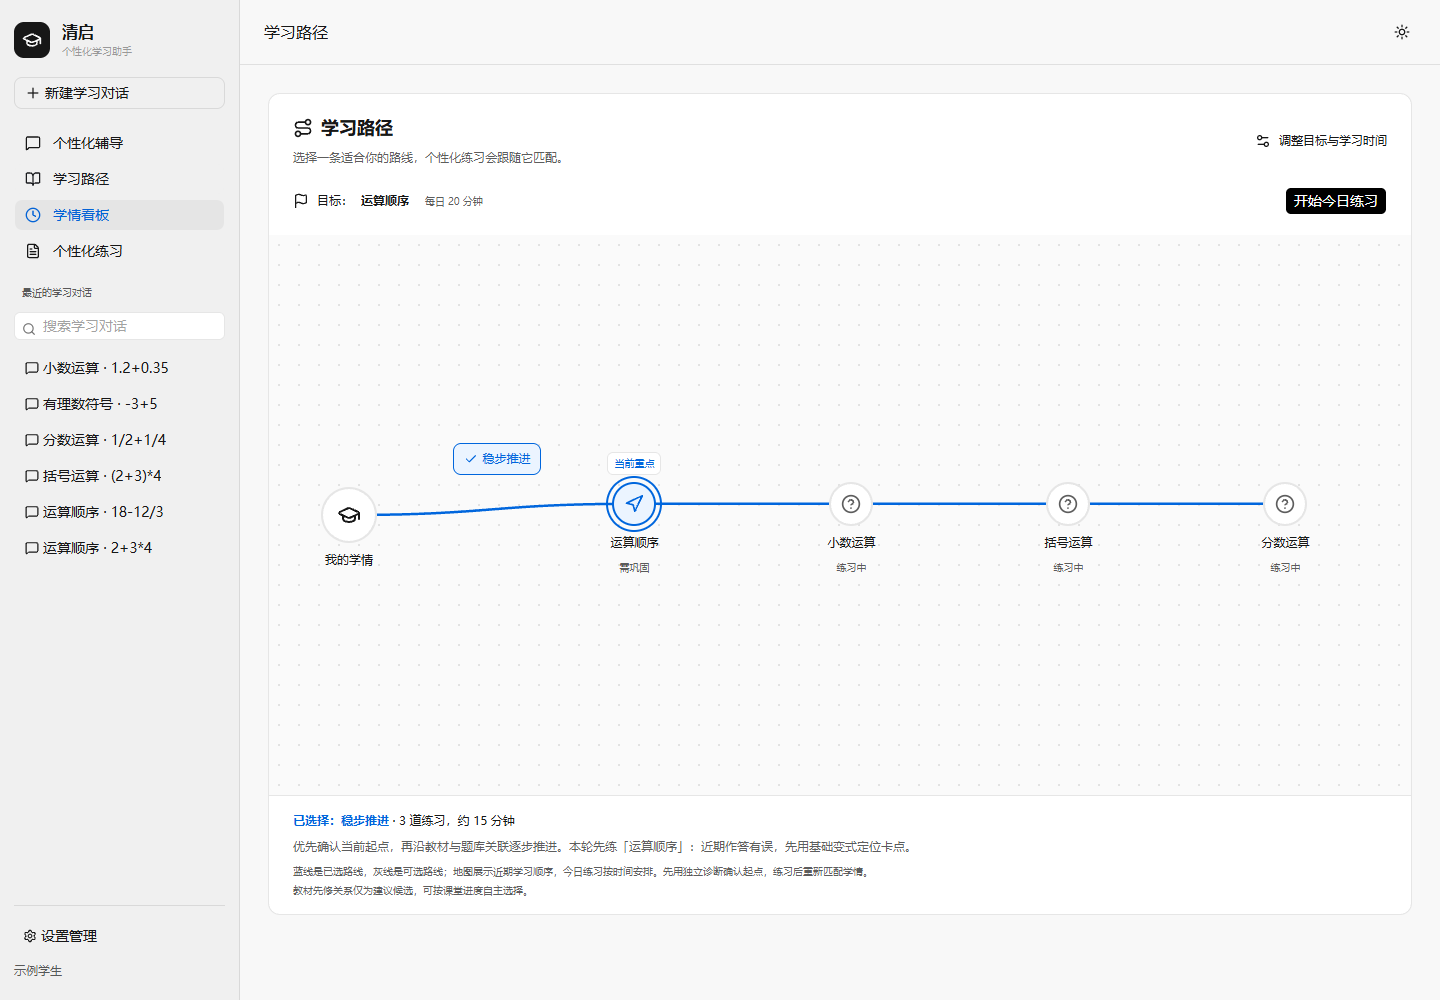 清启
个性化学习助手
新建学习对话
个性化辅导
学习路径
学情看板
个性化练习
最近的学习对话
搜索学习对话
小数运算 · 1.2+0.35
有理数符号 · -3+5
分数运算 · 1/2+1/4
括号运算 · (2+3)*4
运算顺序 · 18-12/3
运算顺序 · 2+3*4
设置管理
示例学生
学习路径
学习路径
选择一条适合你的路线，个性化练习会跟随它匹配。
调整目标与学习时间
目标： 运算顺序 每日 20 分钟
开始今日练习
稳步推进
当前重点
我的学情
运算顺序
需巩固
小数运算
练习中
括号运算
练习中
分数运算
练习中
已选择：稳步推进 · 3 道练习，约 15 分钟
优先确认当前起点，再沿教材与题库关联逐步推进。本轮先练「运算顺序」：近期作答有误，先用基础变式定位卡点。
蓝线是已选路线，灰线是可选路线；地图展示近期学习顺序，今日练习按时间安排。先用独立诊断确认起点，练习后重新匹配学情。
教材先修关系仅为建议候选，可按课堂进度自主选择。